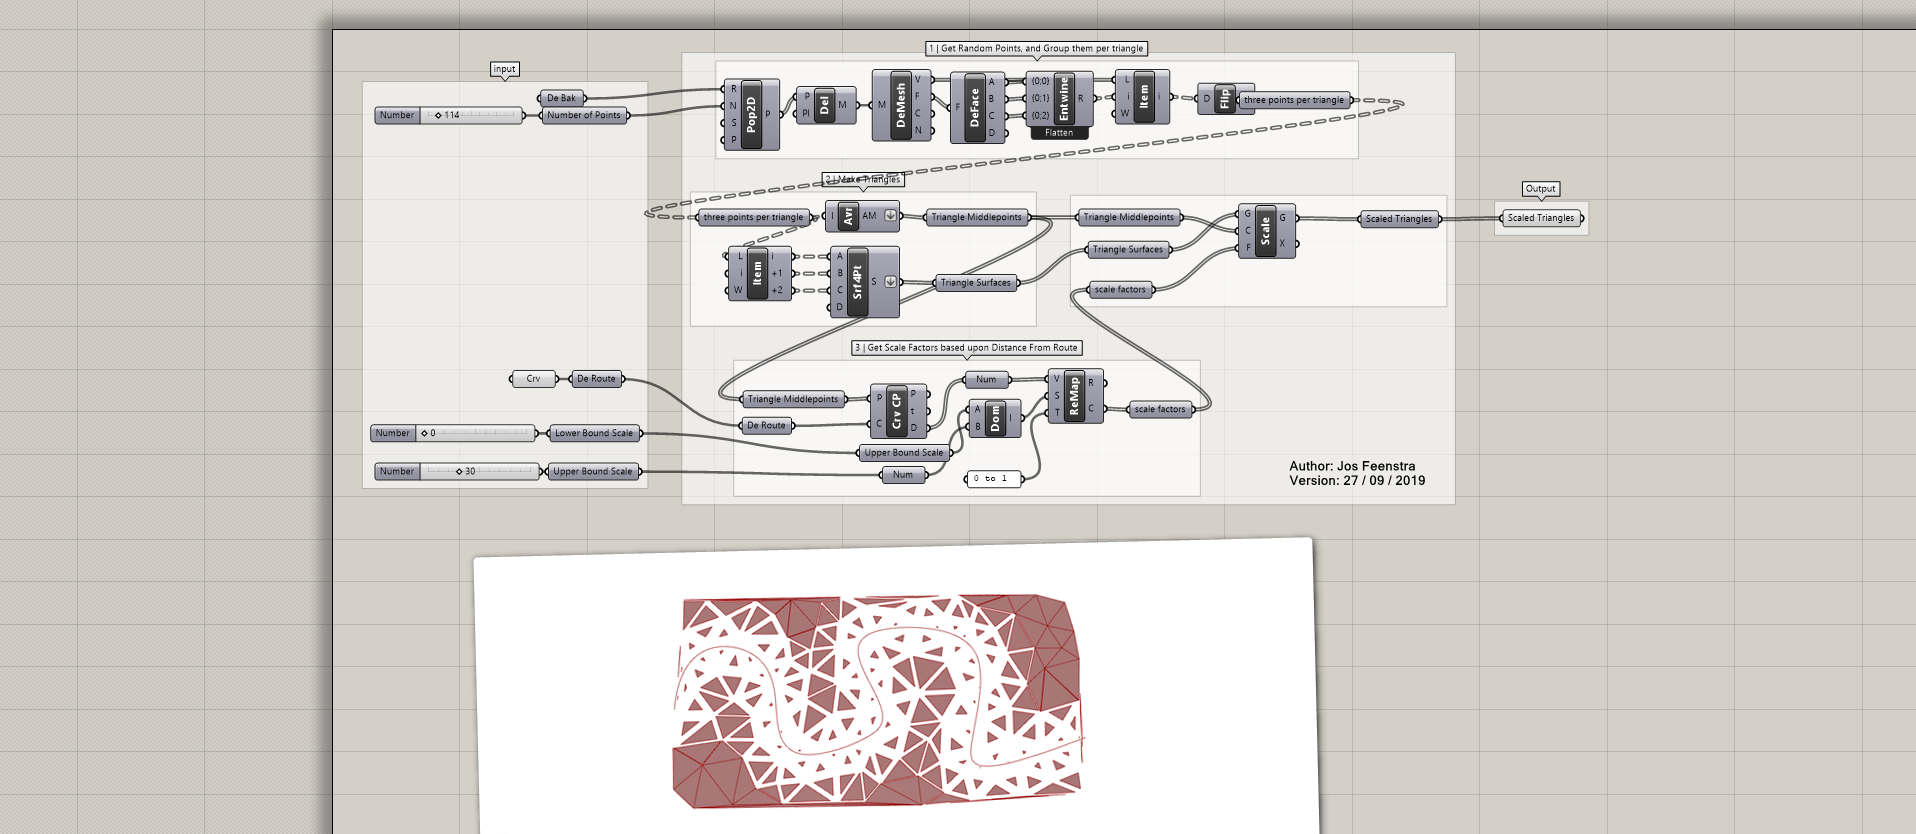 1 | Get Random Points, and Group them per triangle
input
De Bak
Number 114
Number of Points
R N S P Pop2D P
P Pl Del M
M DeMesh V F C N
F DeFace A B C D
{0;0} {0;1} {0;2} Entwine R
Flatten
L i W Item i
D Flip
three points per triangle
2 | Make Triangles
three points per triangle
I Avr AM
Triangle Middlepoints
L i W Item i +1 +2
A B C D Srf4Pt S
Triangle Surfaces
Triangle Middlepoints
Triangle Surfaces
scale factors
G C F Scale G X
Scaled Triangles
Output
Scaled Triangles
3 | Get Scale Factors based upon Distance From Route
Crv
De Route
Number 0
Lower Bound Scale
Number 30
Upper Bound Scale
Triangle Middlepoints
De Route
P C Crv CP P t D
Upper Bound Scale
Num
Num
A B Dom I
0 to 1
V S T ReMap R C
scale factors
Author: Jos Feenstra
Version: 27 / 09 / 2019